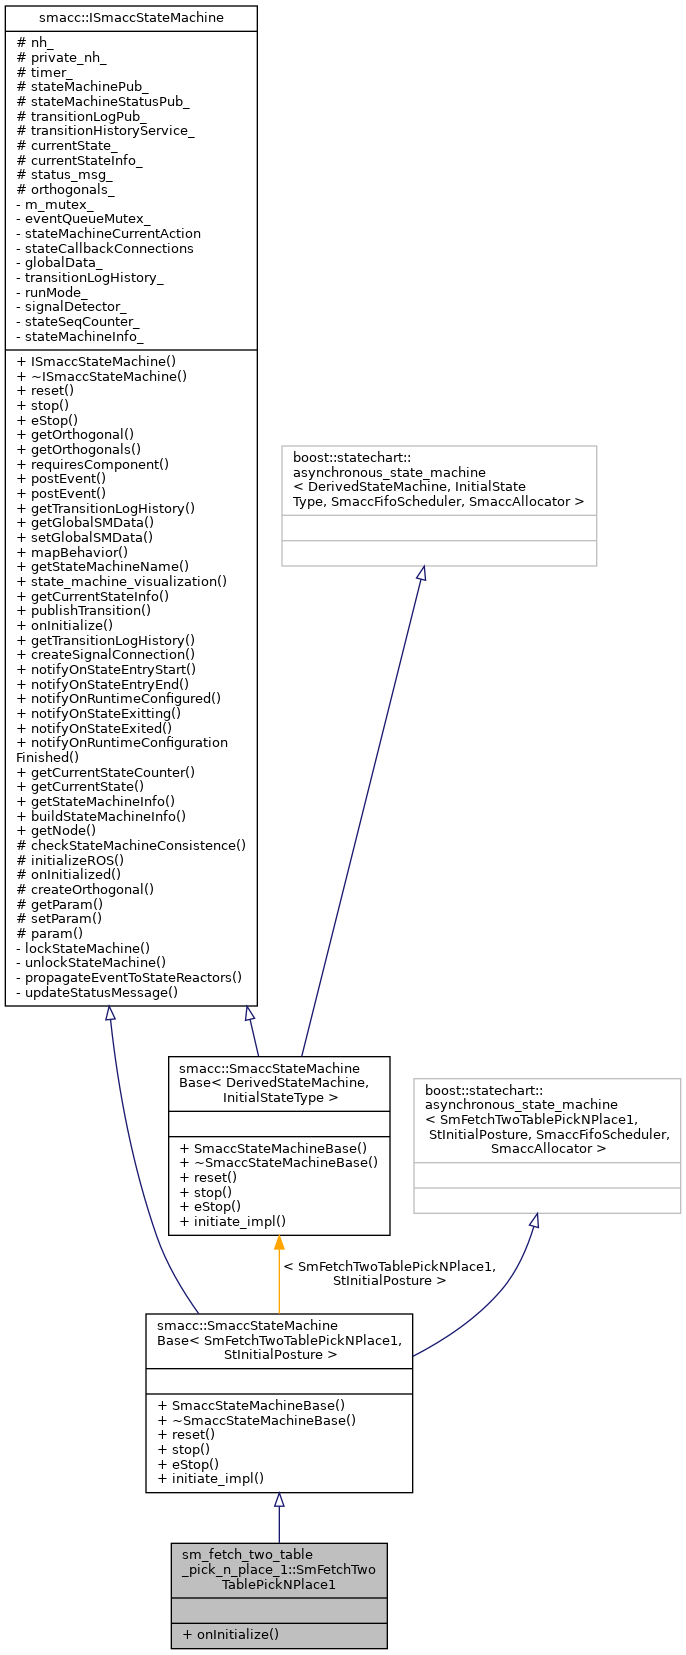 smacc::ISmaccStateMachine
# nh_
# private_nh_
# timer_
# stateMachinePub_
# stateMachineStatusPub_
# transitionLogPub_
# transitionHistoryService_
# currentState_
# currentStateInfo_
# status_msg_
# orthogonals_
- m_mutex_
- eventQueueMutex_
- stateMachineCurrentAction
- stateCallbackConnections
- globalData_
- transitionLogHistory_
- runMode_
- signalDetector_
- stateSeqCounter_
- stateMachineInfo_
+ ISmaccStateMachine()
+ ~ISmaccStateMachine()
+ reset()
+ stop()
+ eStop()
+ getOrthogonal()
+ getOrthogonals()
+ requiresComponent()
+ postEvent()
+ postEvent()
+ getTransitionLogHistory()
+ getGlobalSMData()
+ setGlobalSMData()
+ mapBehavior()
+ getStateMachineName()
+ state_machine_visualization()
+ getCurrentStateInfo()
+ publishTransition()
+ onInitialize()
+ getTransitionLogHistory()
+ createSignalConnection()
+ notifyOnStateEntryStart()
+ notifyOnStateEntryEnd()
+ notifyOnRuntimeConfigured()
+ notifyOnStateExitting()
+ notifyOnStateExited()
+ notifyOnRuntimeConfiguration
Finished()
+ getCurrentStateCounter()
+ getCurrentState()
+ getStateMachineInfo()
+ buildStateMachineInfo()
+ getNode()
# checkStateMachineConsistence()
# initializeROS()
# onInitialized()
# createOrthogonal()
# getParam()
# setParam()
# param()
- lockStateMachine()
- unlockStateMachine()
- propagateEventToStateReactors()
- updateStatusMessage()
boost::statechart::
asynchronous_state_machine
< DerivedStateMachine, InitialState
Type, SmaccFifoScheduler, SmaccAllocator >
smacc::SmaccStateMachine
Base< DerivedStateMachine,
InitialStateType >
+ SmaccStateMachineBase()
+ ~SmaccStateMachineBase()
+ reset()
+ stop()
+ eStop()
+ initiate_impl()
boost::statechart::
asynchronous_state_machine
< SmFetchTwoTablePickNPlace1,
StInitialPosture, SmaccFifoScheduler,
SmaccAllocator >
< SmFetchTwoTablePickNPlace1,
StInitialPosture >
smacc::SmaccStateMachine
Base< SmFetchTwoTablePickNPlace1,
StInitialPosture >
+ SmaccStateMachineBase()
+ ~SmaccStateMachineBase()
+ reset()
+ stop()
+ eStop()
+ initiate_impl()
sm_fetch_two_table
_pick_n_place_1::SmFetchTwo
TablePickNPlace1
+ onInitialize()